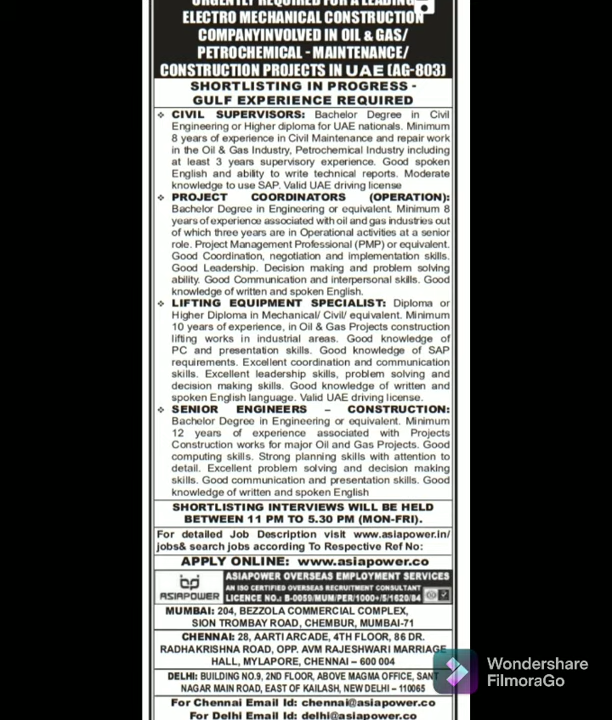 URGENTLY REQUIRED FOR A LEADING
ELECTRO MECHANICAL CONSTRUCTION
COMPANYINVOLVED IN OIL & GAS/
PETROCHEMICAL - MAINTENANCE/
CONSTRUCTION PROJECTS IN UAE (AG-803)
SHORTLISTING IN PROGRESS -
GULF EXPERIENCE REQUIRED
❖ CIVIL SUPERVISORS: Bachelor Degree in Civil
Engineering or Higher diploma for UAE nationals. Minimum
8 years of experience in Civil Maintenance and repair work
in the Oil & Gas Industry, Petrochemical Industry including
at least 3 years supervisory experience. Good spoken
English and ability to write technical reports. Moderate
knowledge to use SAP. Valid UAE driving license
❖ PROJECT COORDINATORS (OPERATION):
Bachelor Degree in Engineering or equivalent. Minimum 8
years of experience associated with oil and gas industries out
of which three years are in Operational activities at a senior
role. Project Management Professional (PMP) or equivalent.
Good Coordination, negotiation and implementation skills.
Good Leadership. Decision making and problem solving
ability. Good Communication and interpersonal skills. Good
knowledge of written and spoken English.
❖ LIFTING EQUIPMENT SPECIALIST: Diploma or
Higher Diploma in Mechanical/ Civil/ equivalent. Minimum
10 years of experience, in Oil & Gas Projects construction
lifting works in industrial areas. Good knowledge of
PC and presentation skills. Good knowledge of SAP
requirements. Excellent coordination and communication
skills. Excellent leadership skills, problem solving and
decision making skills. Good knowledge of written and
spoken English language. Valid UAE driving license.
❖ SENIOR ENGINEERS – CONSTRUCTION:
Bachelor Degree in Engineering or equivalent. Minimum
12 years of experience associated with Projects
Construction works for major Oil and Gas Projects. Good
computing skills. Strong planning skills with attention to
detail. Excellent problem solving and decision making
skills. Good communication and presentation skills. Good
knowledge of written and spoken English
SHORTLISTING INTERVIEWS WILL BE HELD
BETWEEN 11 PM TO 5.30 PM (MON-FRI).
For detailed Job Description visit www.asiapower.in/
jobs& search jobs according To Respective Ref No:
APPLY ONLINE: www.asiapower.co
ASIAPOWER
ASIAPOWER OVERSEAS EMPLOYMENT SERVICES
AN ISO CERTIFIED OVERSEAS RECRUITMENT CONSULTANT
LICENCE NO.: B-0059/MUM/PER/1000+/5/1620/84
MUMBAI: 204, BEZZOLA COMMERCIAL COMPLEX,
SION TROMBAY ROAD, CHEMBUR, MUMBAI-71
CHENNAI: 28, AARTI ARCADE, 4TH FLOOR, 86 DR.
RADHAKRISHNA ROAD, OPP. AVM RAJESHWARI MARRIAGE
HALL, MYLAPORE, CHENNAI – 600 004
DELHI: BUILDING NO.9, 2ND FLOOR, ABOVE MAGMA OFFICE, SANT
NAGAR MAIN ROAD, EAST OF KAILASH, NEW DELHI – 110065
For Chennai Email Id: chennai@asiapower.co
For Delhi Email Id: delhi@asiapower.co
Wondershare
FilmoraGo